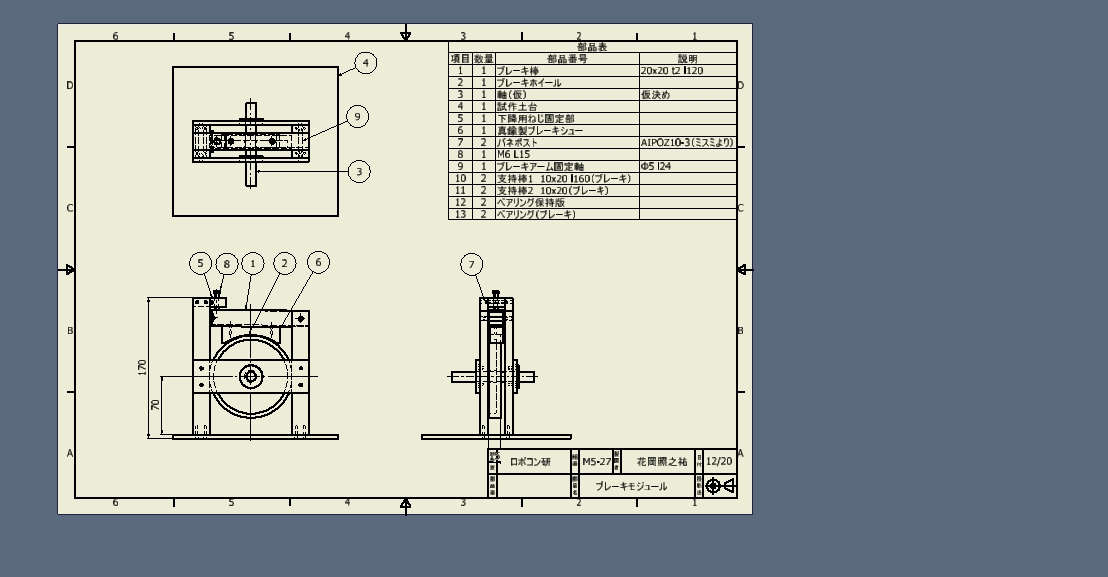 6 5 4 3 2 1
部品表
項目 数量 部品番号 説明
1 1 ブレーキ棒 20x20 t2 l120
2 1 ブレーキホイール
3 1 軸(仮) 仮決め
4 1 試作土台
5 1 下降用ねじ固定部
6 1 真鍮製ブレーキシュー
7 2 バネポスト AIPOZ10-3(ミスミより)
8 1 M6 L15
9 1 ブレーキアーム固定軸 Φ5 l24
10 2 支持棒1 10x20 l160(ブレーキ)
11 2 支持棒2 10x20(ブレーキ)
12 2 ベアリング保持版
13 2 ベアリング(ブレーキ)
D D
C C
B B
A A
4
9
3
5 8 1 2 6
7
170
70
ロボコン研 M5-27 花岡照之祐 12/20
ブレーキモジュール
6 5 4 3 2 1